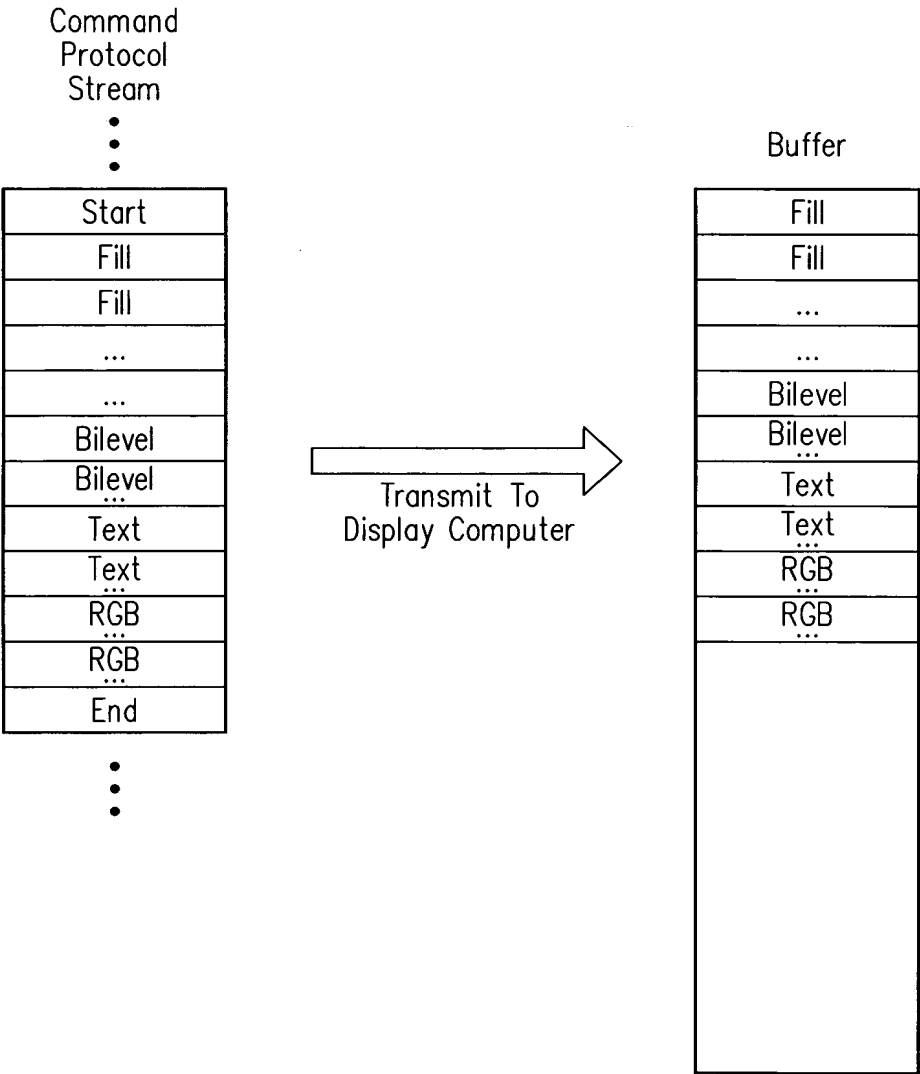 Command
Protocol
Stream
Start
Fill
Fill
...
...
Bilevel
Bilevel
...
Text
Text
...
RGB
...
RGB
...
End
Transmit To
Display Computer
Buffer
Fill
Fill
...
...
Bilevel
Bilevel
...
Text
Text
...
RGB
...
RGB
...